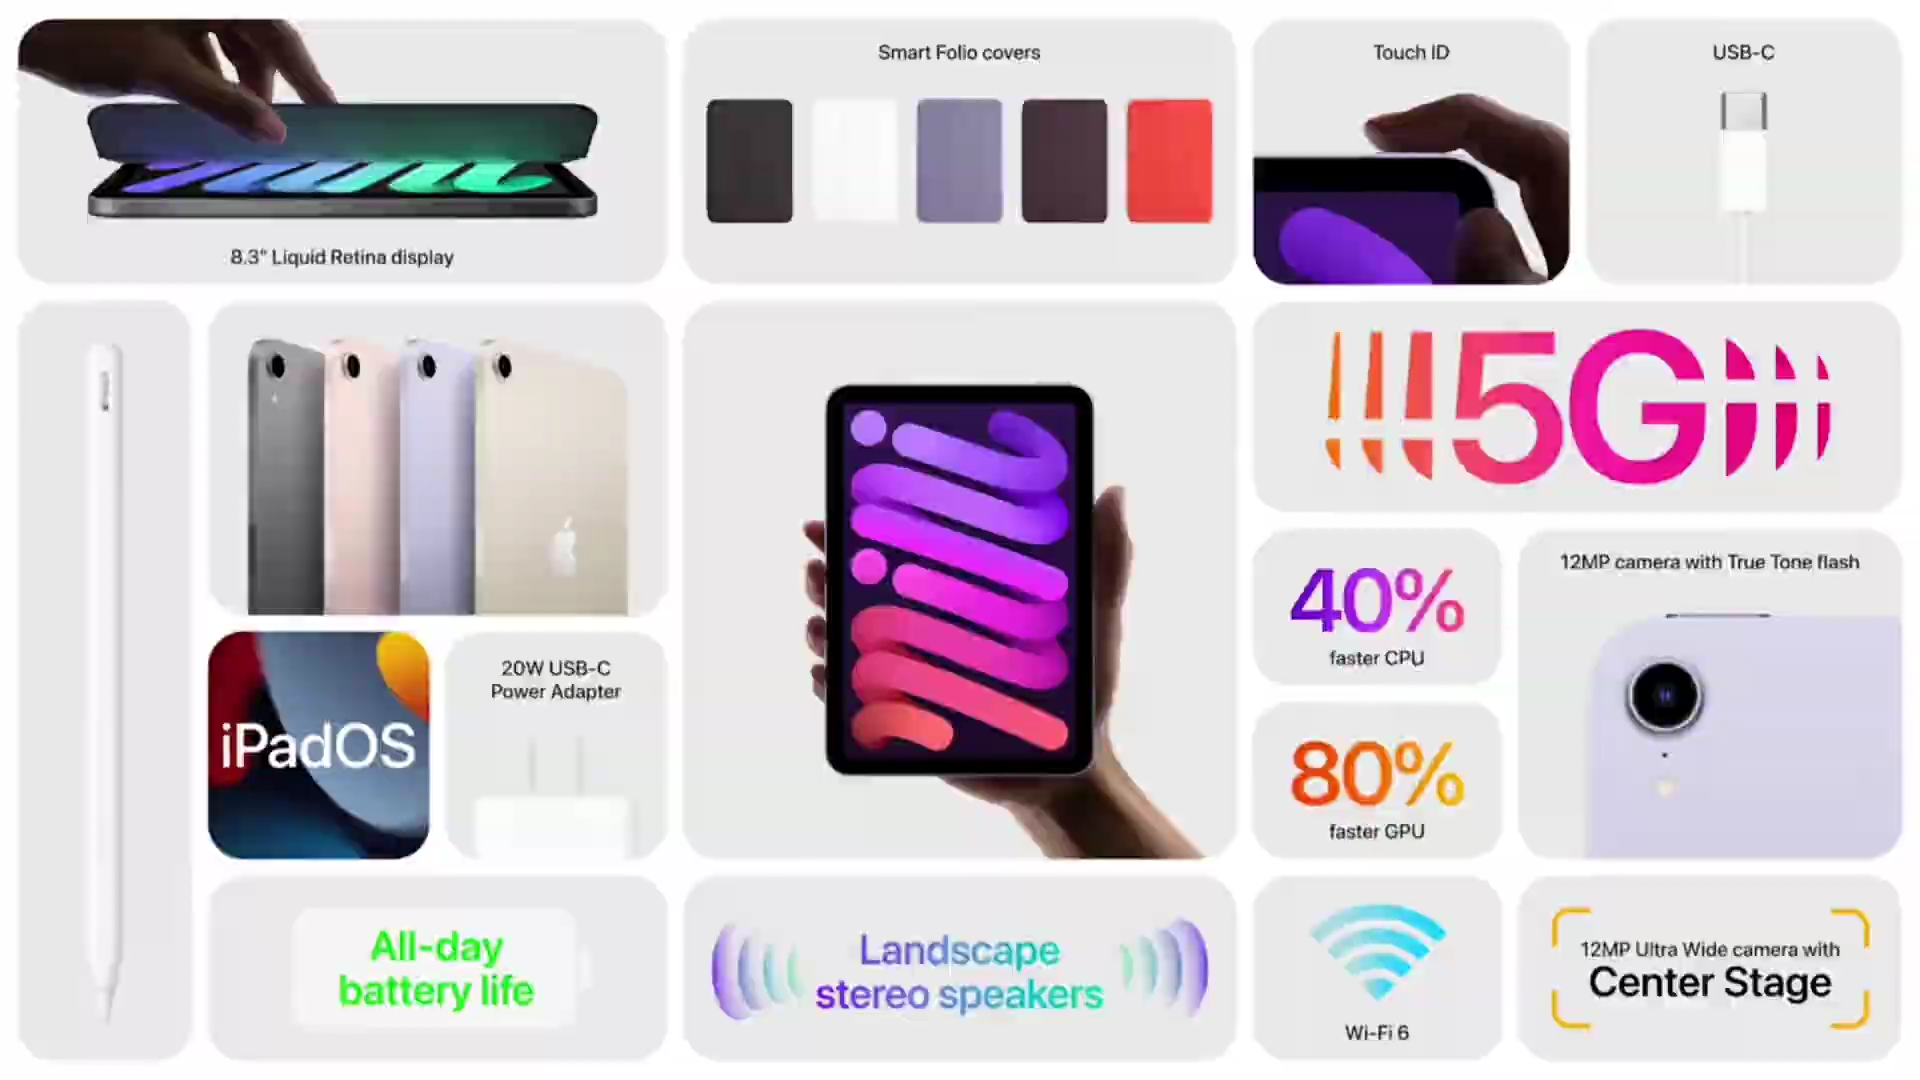 8.3" Liquid Retina display
Smart Folio covers
Touch ID
USB-C
5G
iPadOS
20W USB-C
Power Adapter
40%
faster CPU
80%
faster GPU
12MP camera with True Tone flash
All-day
battery life
Landscape
stereo speakers
Wi-Fi 6
12MP Ultra Wide camera with
Center Stage